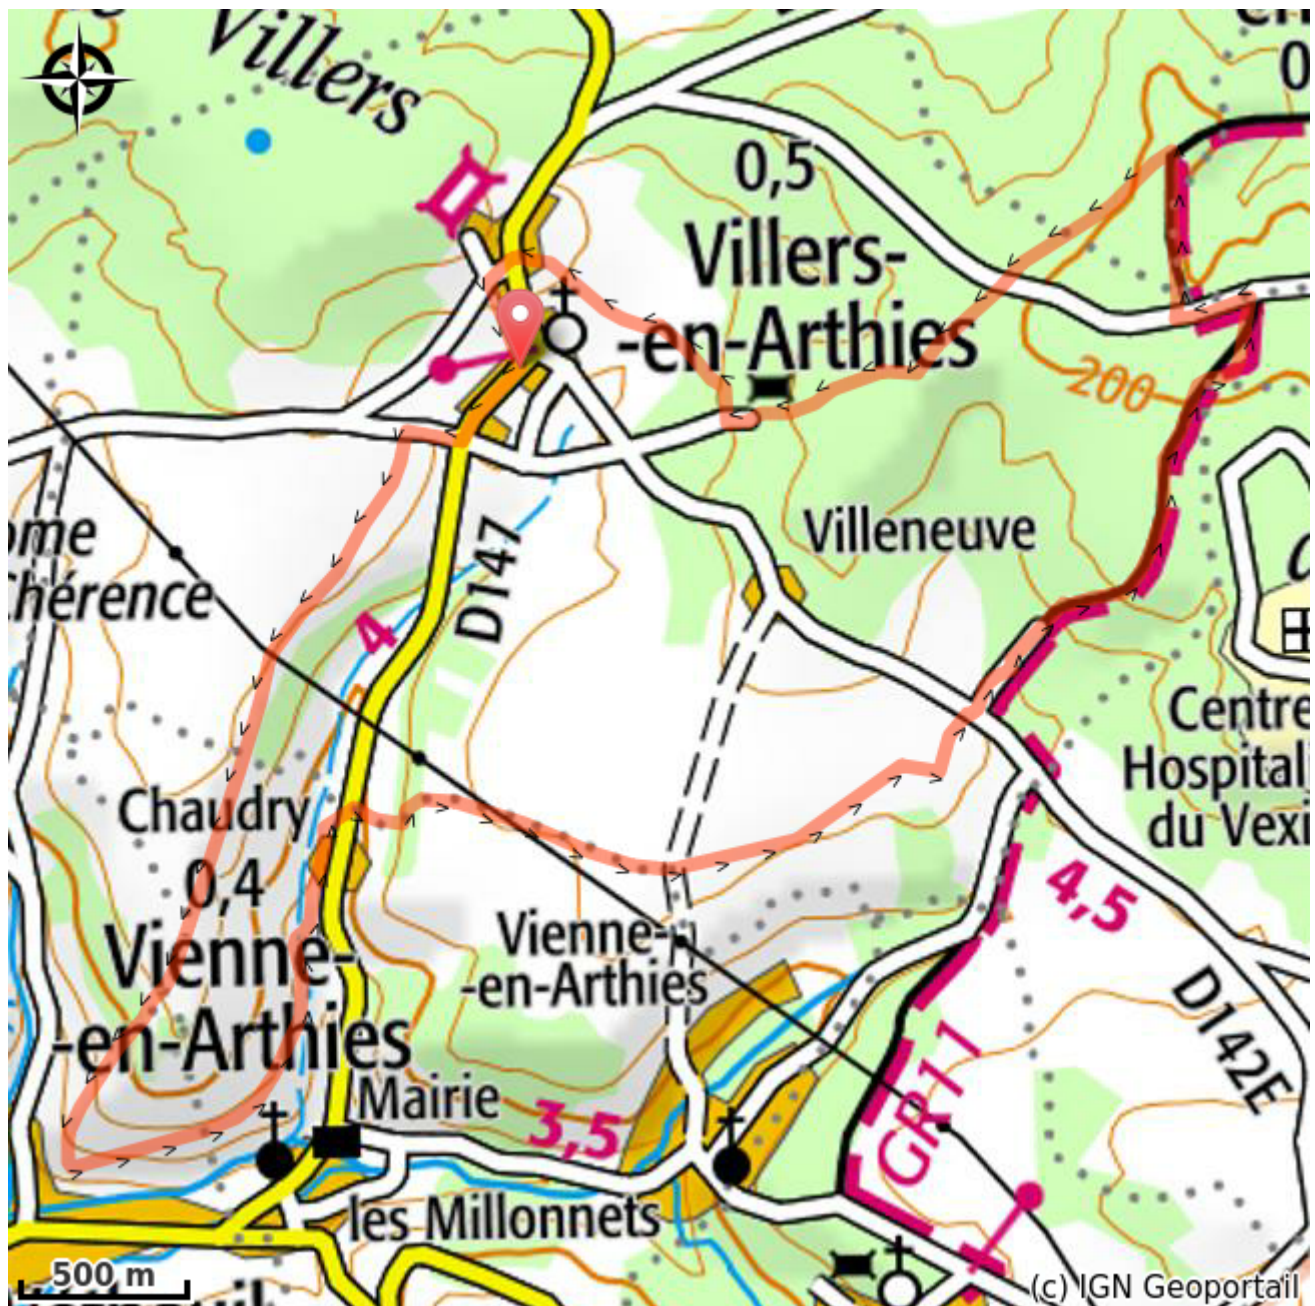 Villers
0
0,5
Villers-
-en-Arthies
200
Villeneuve
ome
hérence
D147
4
Centre
Hospital
du Vexi
Chaudry
0,4
Vienne-
-en-Arthies
Vienne-
-en-Arthies
4,5
D142E
GR11
Mairie
3,5
les Millonnets
500 m
(c) IGN Geoportail